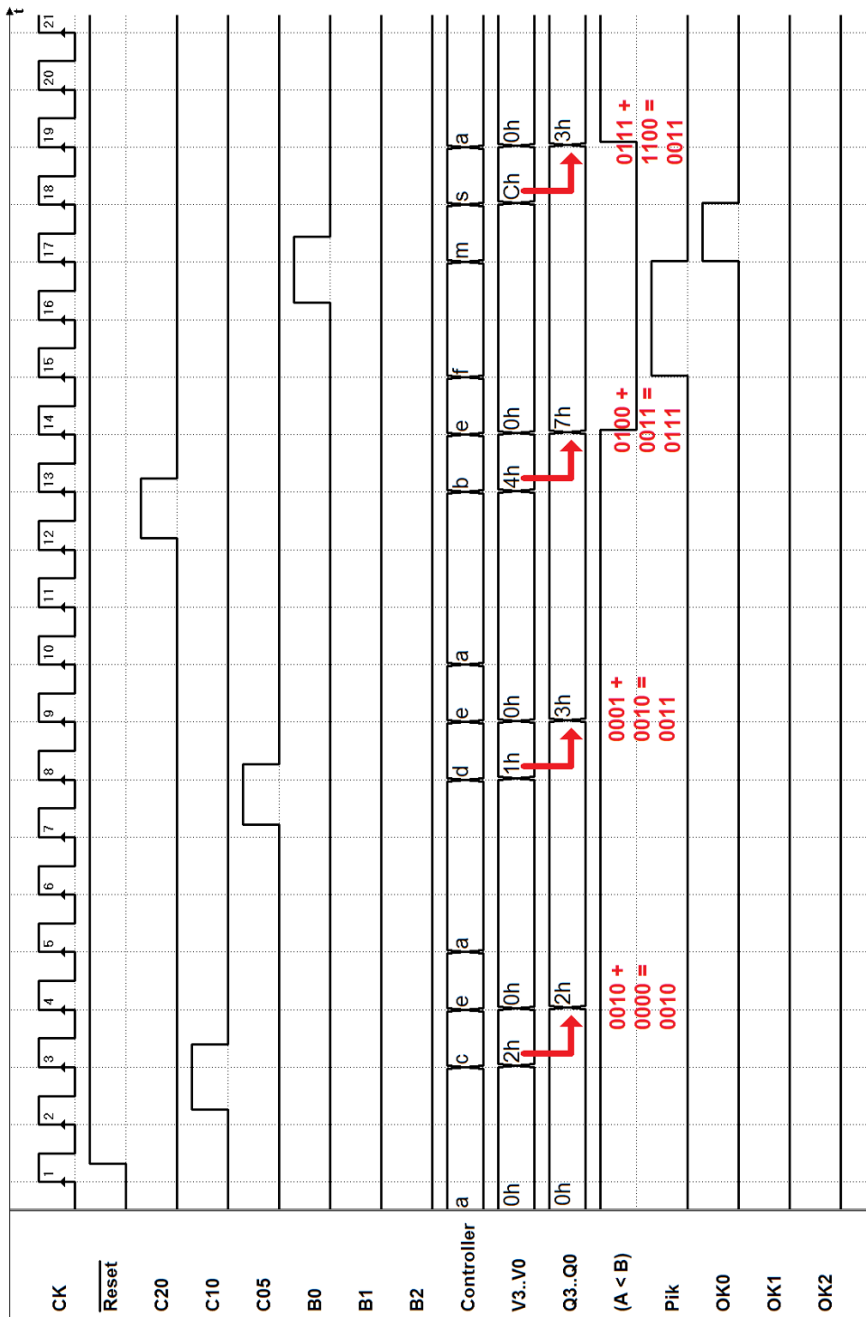 t
CK 1 2 3 4 5 6 7 8 9 10 11 12 13 14 15 16 17 18 19 20 21
Reset
C20
C10
C05
B0
B1
B2
Controller a c e a d e a b e f m s a
V3..V0 0h 2h 0h 1h 0h 4h 0h Ch 0h
Q3..Q0 0h 2h 3h 7h 3h
(A < B)
0010 +
0000 =
0010
0001 +
0010 =
0011
0100 +
0011 =
0111
0111 +
1100 =
0011
Pik
OK0
OK1
OK2